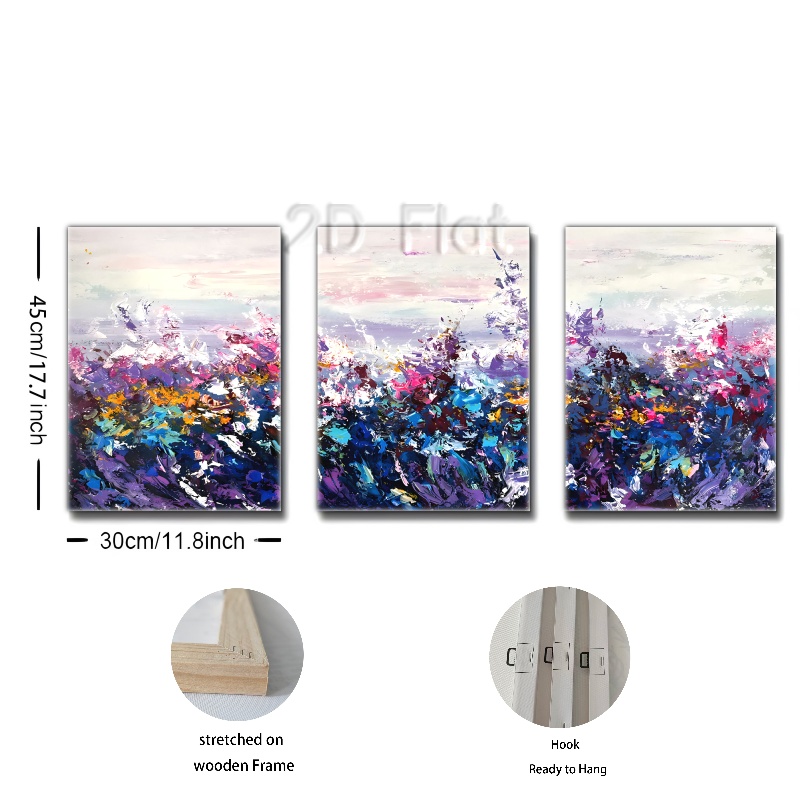 2D Flat
45cm/17.7inch
30cm/11.8inch
stretched on
wooden Frame
Hook
Ready to Hang